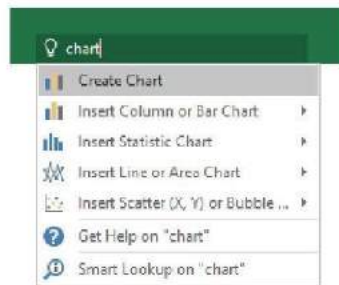 chart
Create Chart
Insert Column or Bar Chart
Insert Statistic Chart
Insert Line or Area Chart
Insert Scatter (X, Y) or Bubble ...
Get Help on "chart"
Smart Lookup on "chart"